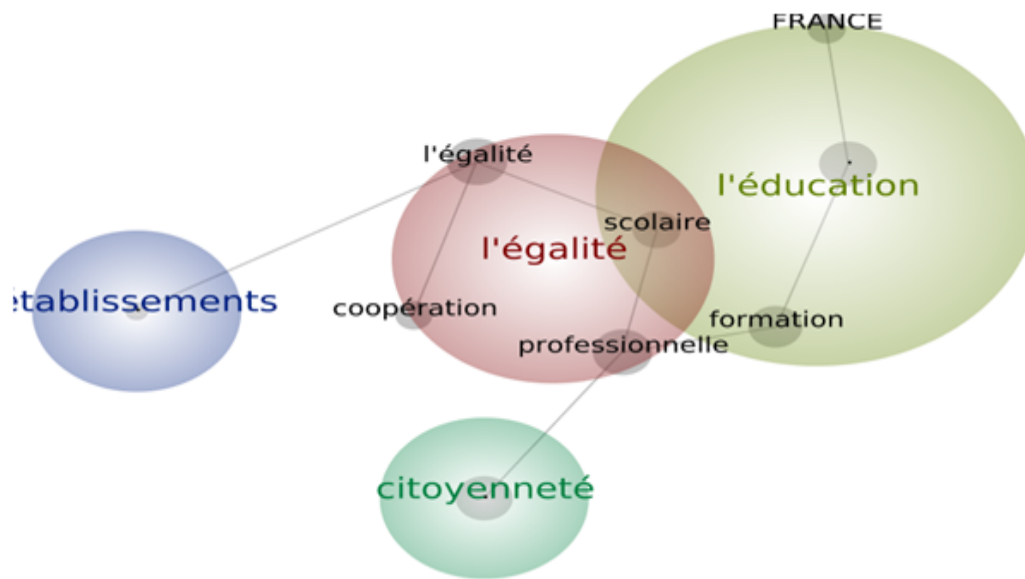 FRANCE
l'égalité
l'éducation
scolaire
l'égalité
établissements
coopération
formation
professionnelle
citoyenneté